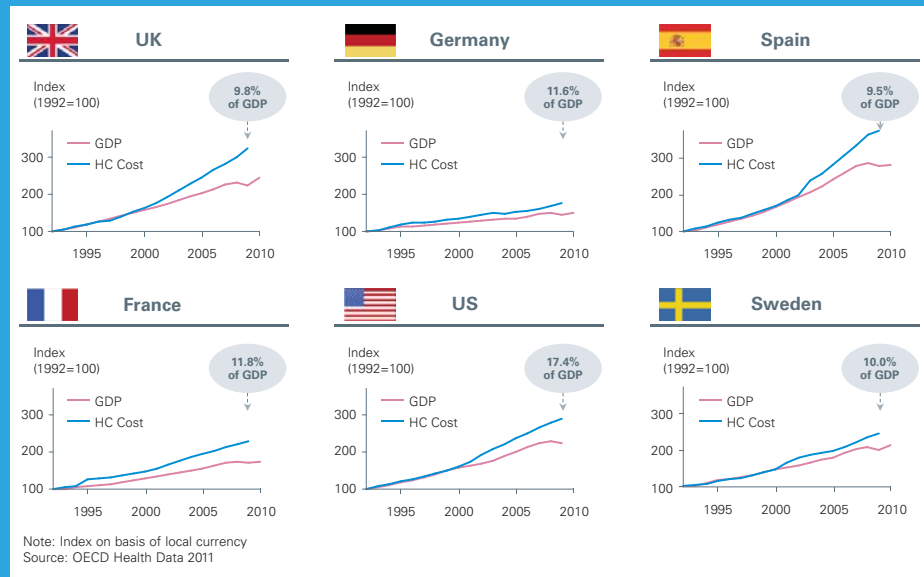 UK
Index
(1992=100)
9.8%
of GDP
GDP
HC Cost
300
200
100
1995
2000
2005
2010
Germany
Index
(1992=100)
11.6%
of GDP
GDP
HC Cost
300
200
100
1995
2000
2005
2010
Spain
Index
(1992=100)
9.5%
of GDP
GDP
HC Cost
300
200
100
1995
2000
2005
2010
France
Index
(1992=100)
11.8%
of GDP
GDP
HC Cost
300
200
100
1995
2000
2005
2010
US
Index
(1992=100)
17.4%
of GDP
GDP
HC Cost
300
200
100
1995
2000
2005
2010
Sweden
Index
(1992=100)
10.0%
of GDP
GDP
HC Cost
300
200
100
1995
2000
2005
2010
Note: Index on basis of local currency
Source: OECD Health Data 2011